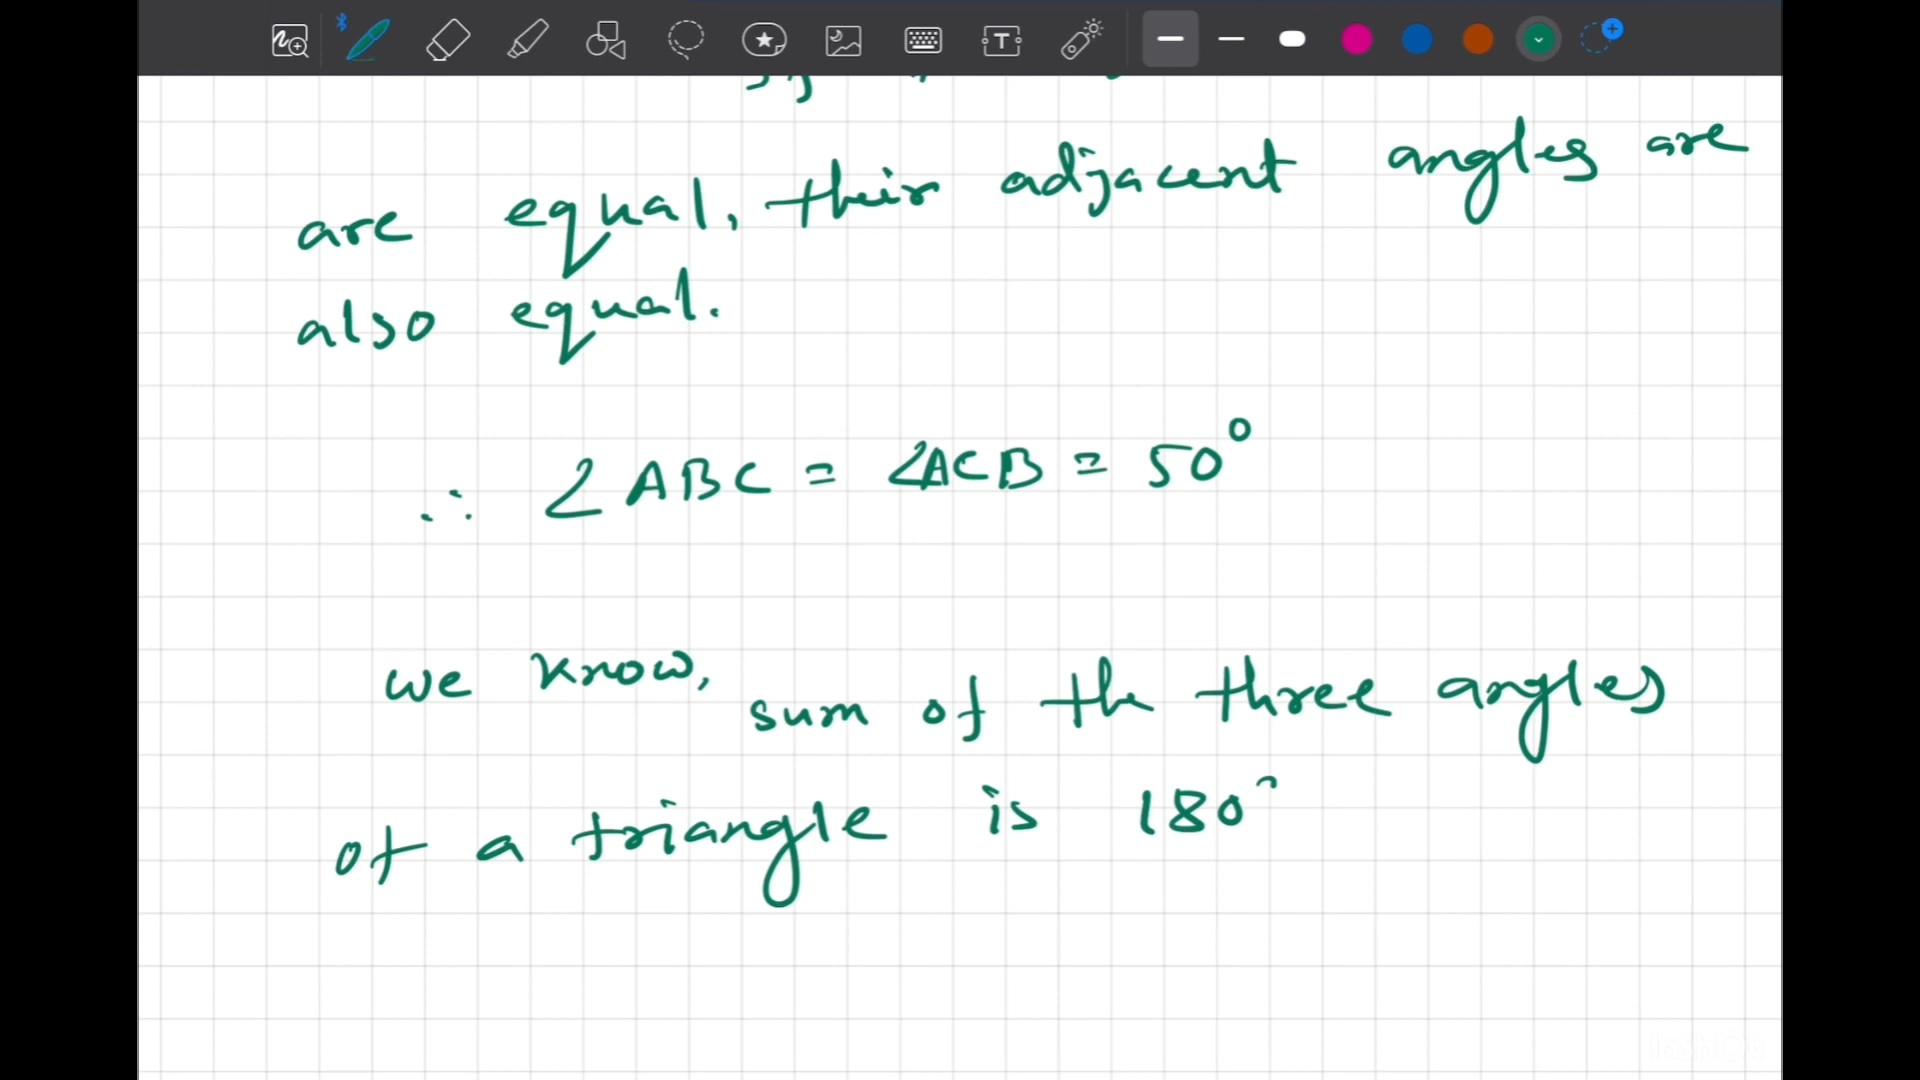 are equal, their adjacent angles are
also equal.
∴ ∠ABC = ∠ACB = 50°
we know, sum of the three angles
of a triangle is 180°